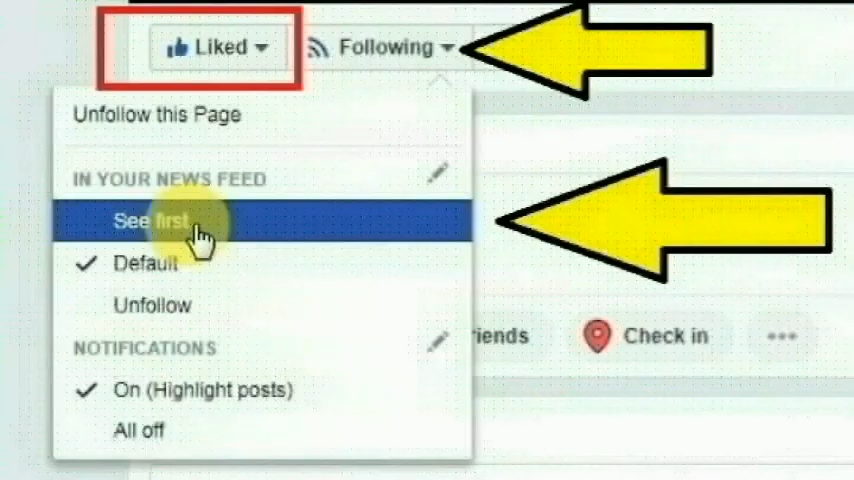 Liked Following
Unfollow this Page
IN YOUR NEWS FEED
See first
Default
Unfollow
riends Check in
NOTIFICATIONS
On (Highlight posts)
All off